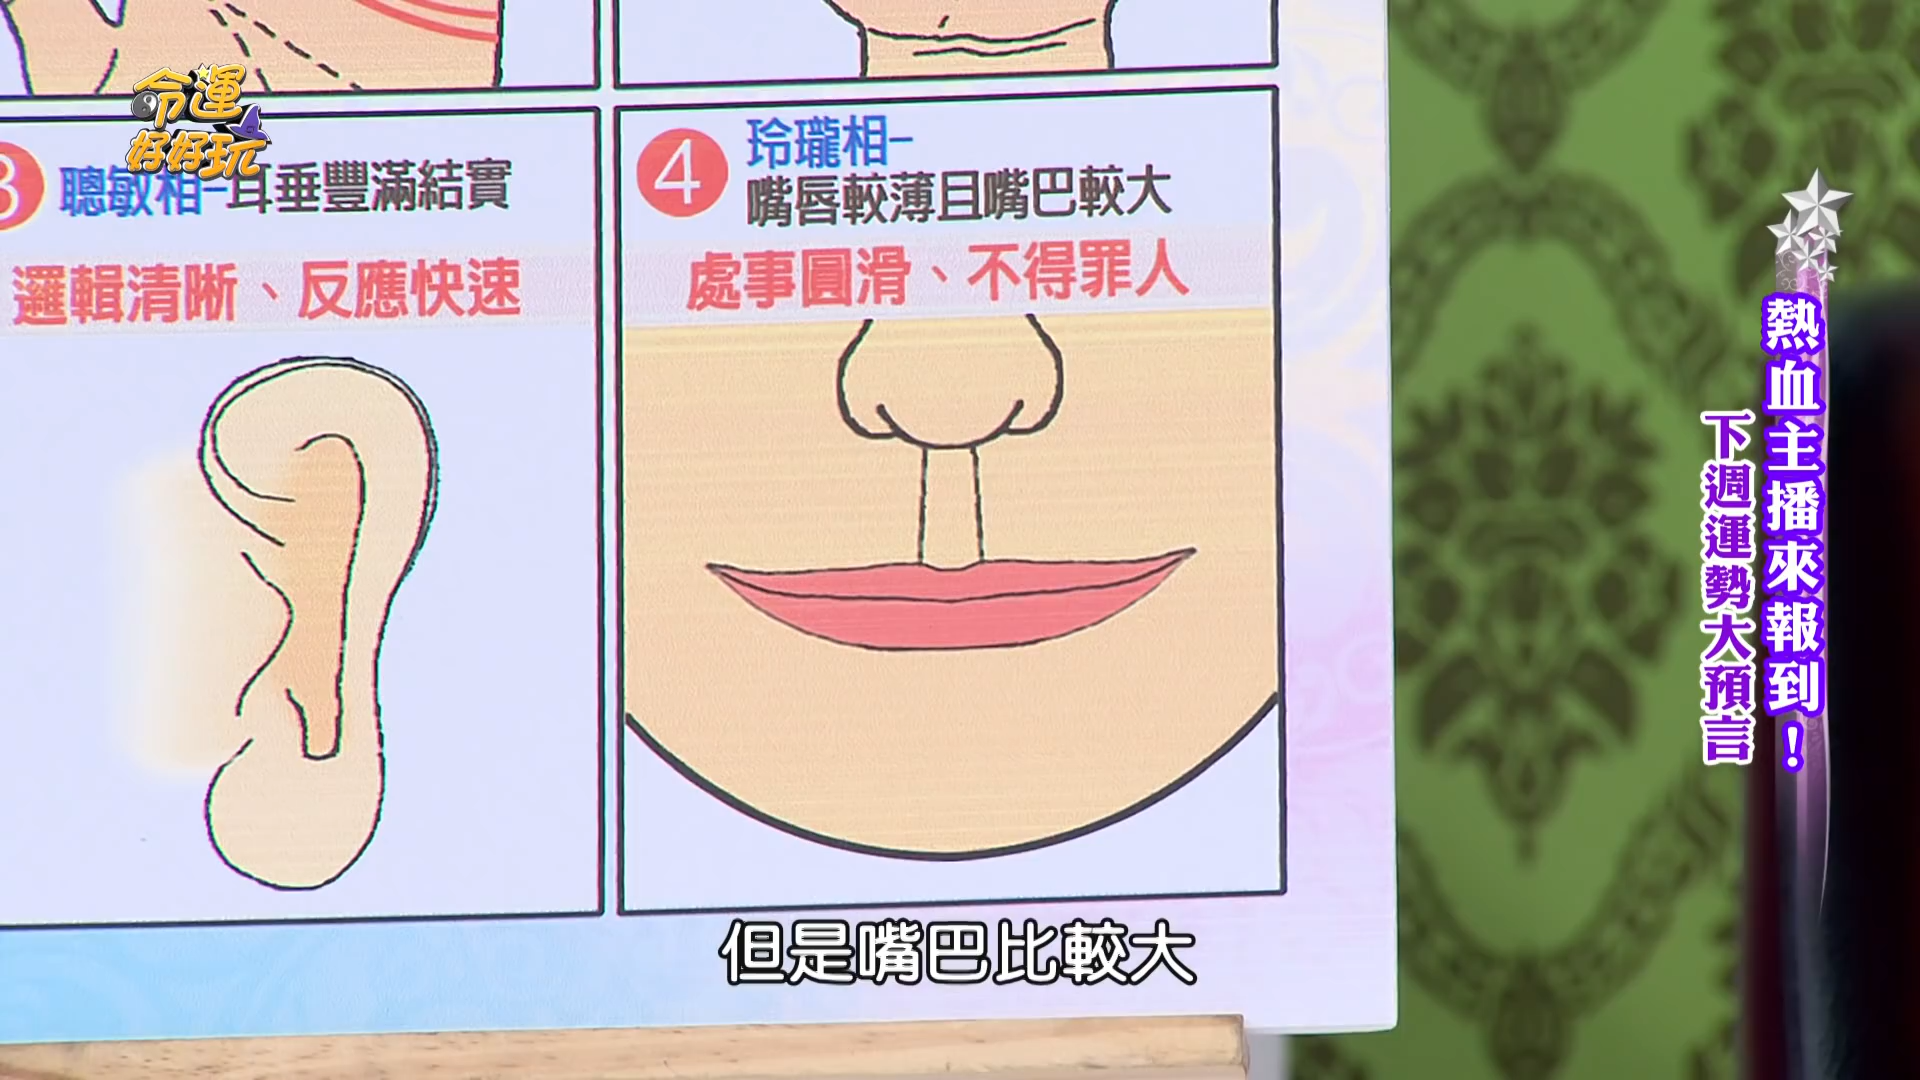 命運
好好玩
3 聰敏相-耳垂豐滿結實
邏輯清晰、反應快速
4 玲瓏相-
嘴唇較薄且嘴巴較大
處事圓滑、不得罪人
熱血主播來報到!
下週運勢大預言
但是嘴巴比較大